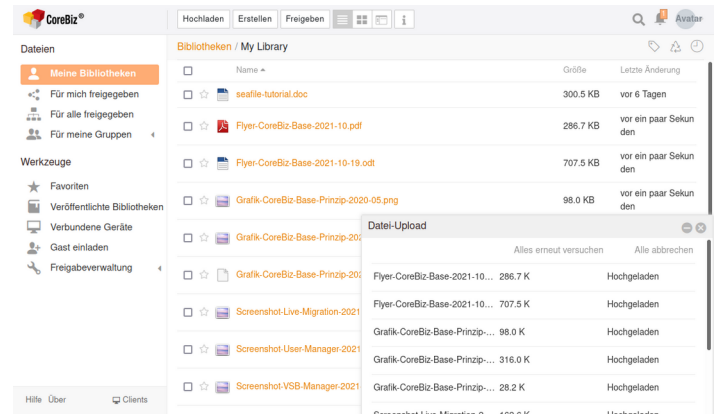 CoreBiz®
Hochladen Erstellen Freigeben
Avatar
Dateien
Meine Bibliotheken
Für mich freigegeben
Für alle freigegeben
Für meine Gruppen
Werkzeuge
Favoriten
Veröffentlichte Bibliotheken
Verbundene Geräte
Gast einladen
Freigabeverwaltung
Hilfe Über Clients
Bibliotheken / My Library
Name Größe Letzte Änderung
seafile-tutorial.doc 300.5 KB vor 6 Tagen
Flyer-CoreBiz-Base-2021-10.pdf 286.7 KB vor ein paar Sekun
den
Flyer-CoreBiz-Base-2021-10-19.odt 707.5 KB vor ein paar Sekun
den
Grafik-CoreBiz-Base-Prinzip-2020-05.png 98.0 KB vor ein paar Sekun
den
Grafik-CoreBiz-Base-Prinzip-202
Grafik-CoreBiz-Base-Prinzip-202
Screenshot-Live-Migration-2021
Screenshot-User-Manager-2021
Screenshot-VSB-Manager-2021
Datei-Upload
Alles erneut versuchen Alle abbrechen
Flyer-CoreBiz-Base-2021-10... 286.7 K Hochgeladen
Flyer-CoreBiz-Base-2021-10... 707.5 K Hochgeladen
Grafik-CoreBiz-Base-Prinzip-... 98.0 K Hochgeladen
Grafik-CoreBiz-Base-Prinzip-... 316.0 K Hochgeladen
Grafik-CoreBiz-Base-Prinzip-... 28.2 K Hochgeladen